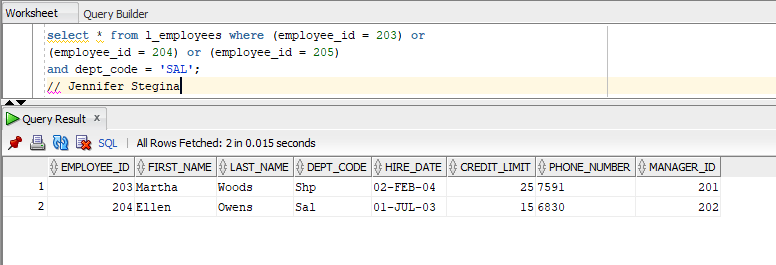 Worksheet Query Builder
select * from l_employees where (employee_id = 203) or
(employee_id = 204) or (employee_id = 205)
and dept_code = 'SAL';
// Jennifer Stegina
Query Result x
SQL | All Rows Fetched: 2 in 0.015 seconds
EMPLOYEE_ID FIRST_NAME LAST_NAME DEPT_CODE HIRE_DATE CREDIT_LIMIT PHONE_NUMBER MANAGER_ID
1 203 Martha Woods Shp 02-FEB-04 25 7591 201
2 204 Ellen Owens Sal 01-JUL-03 15 6830 202